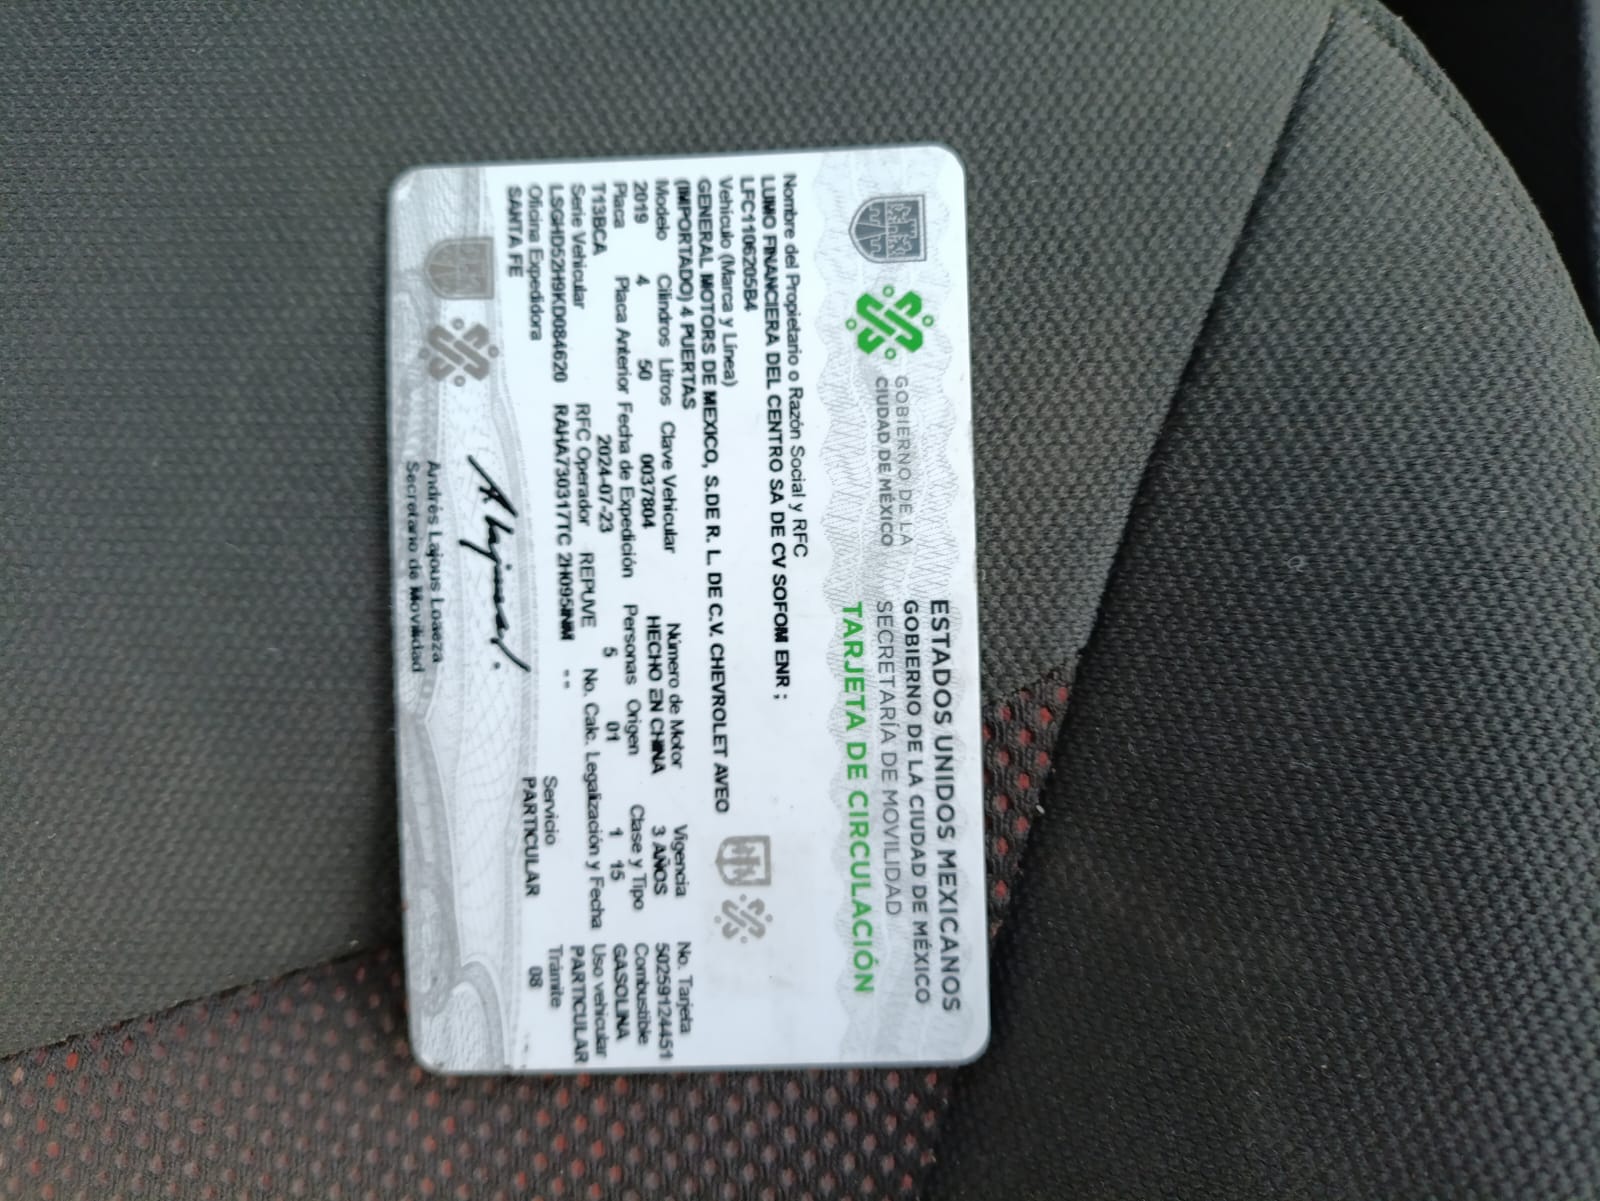 GOBIERNO DE LA
CIUDAD DE MÉXICO
ESTADOS UNIDOS MEXICANOS
GOBIERNO DE LA CIUDAD DE MÉXICO
SECRETARÍA DE MOVILIDAD
TARJETA DE CIRCULACIÓN
Nombre del Propietario o Razón Social y RFC
LUMO FINANCIERA DEL CENTRO SA DE CV SOFOM ENR ;
LFC1106205B4
Vehículo (Marca y Línea)
GENERAL MOTORS DE MEXICO, S.DE R. L. DE C.V. CHEVROLET AVEO
(IMPORTADO) 4 PUERTAS
Modelo Cilindros Litros Clave Vehicular Número de Motor Vigencia No. Tarjeta
2019 4 50 0037804 HECHO EN CHINA 3 AÑOS 50259124451
Placa Placa Anterior Fecha de Expedición Personas Origen Clase y Tipo Combustible
T13BCA 2024-07-23 5 01 1 15 GASOLINA
Serie Vehicular RFC Operador REPUVE No. Calc. Legalización y Fecha Uso vehicular
LSGHD52H9KD084620 RAHA730317TC -- PARTICULAR
Oficina Expedidora Servicio Trámite
SANTA FE PARTICULAR 08
Andrés Lajous Loaeza
Secretario de Movilidad